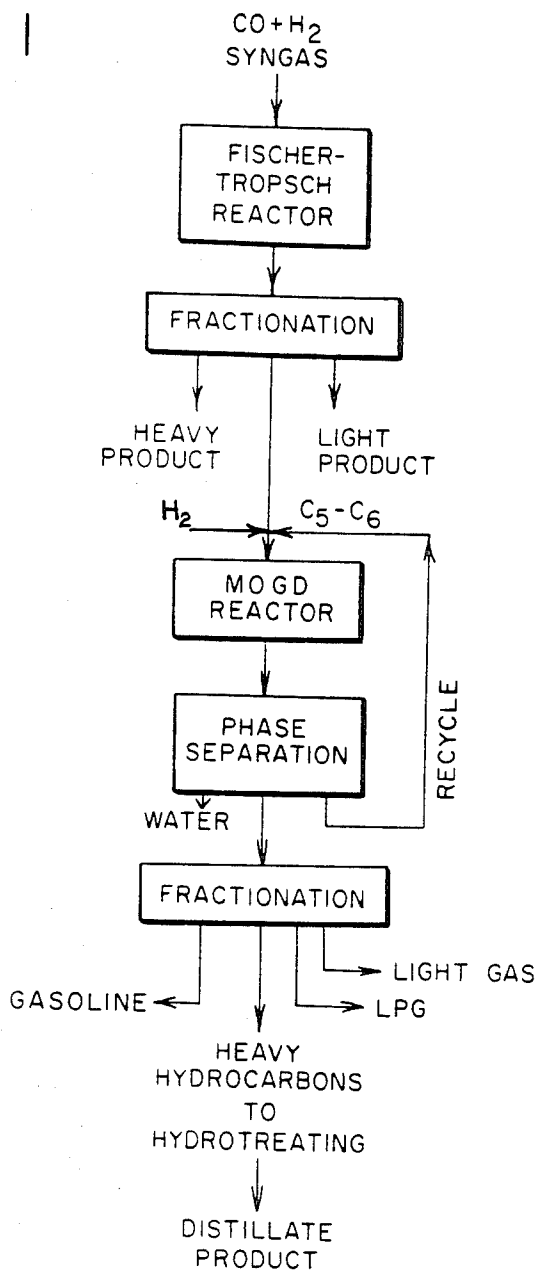 1
CO+H2
SYNGAS
FISCHER-
TROPSCH
REACTOR
FRACTIONATION
HEAVY
PRODUCT
LIGHT
PRODUCT
H2
C5-C6
MOGD
REACTOR
PHASE
SEPARATION
RECYCLE
WATER
FRACTIONATION
LIGHT GAS
GASOLINE
LPG
HEAVY
HYDROCARBONS
TO
HYDROTREATING
DISTILLATE
PRODUCT